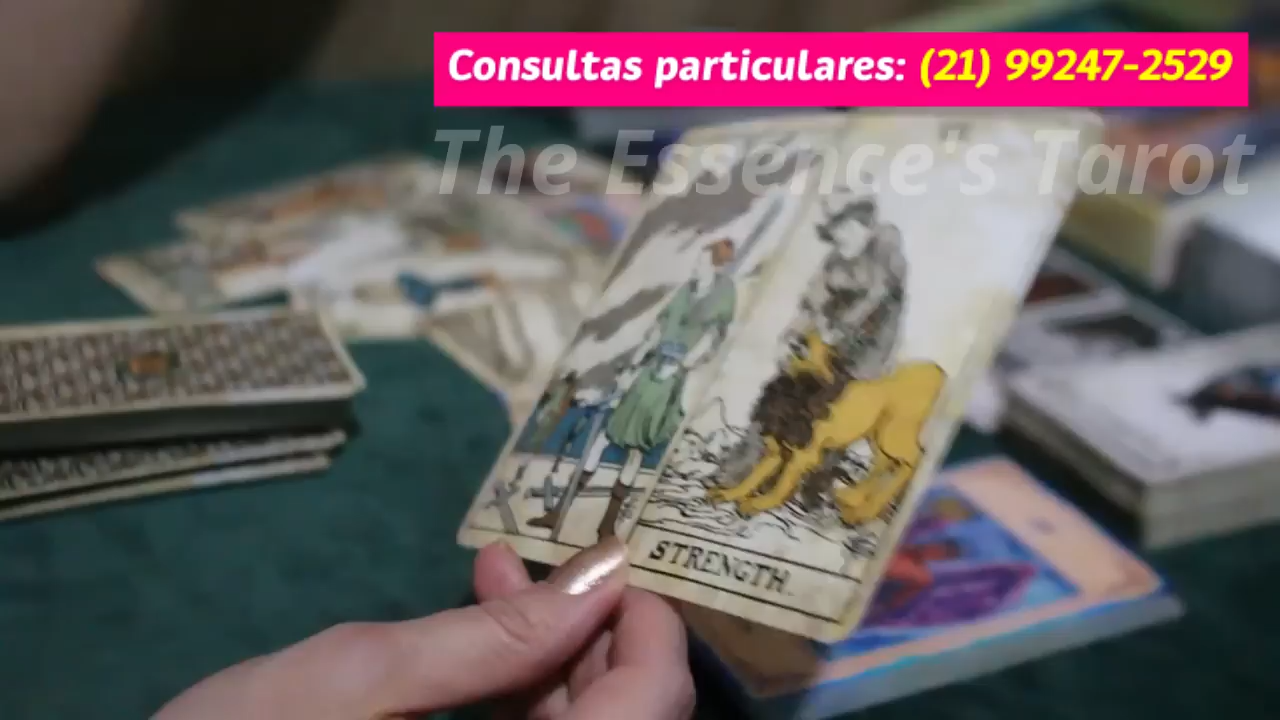 Consultas particulares: (21) 99247-2529
The Essence's Tarot
STRENGTH.